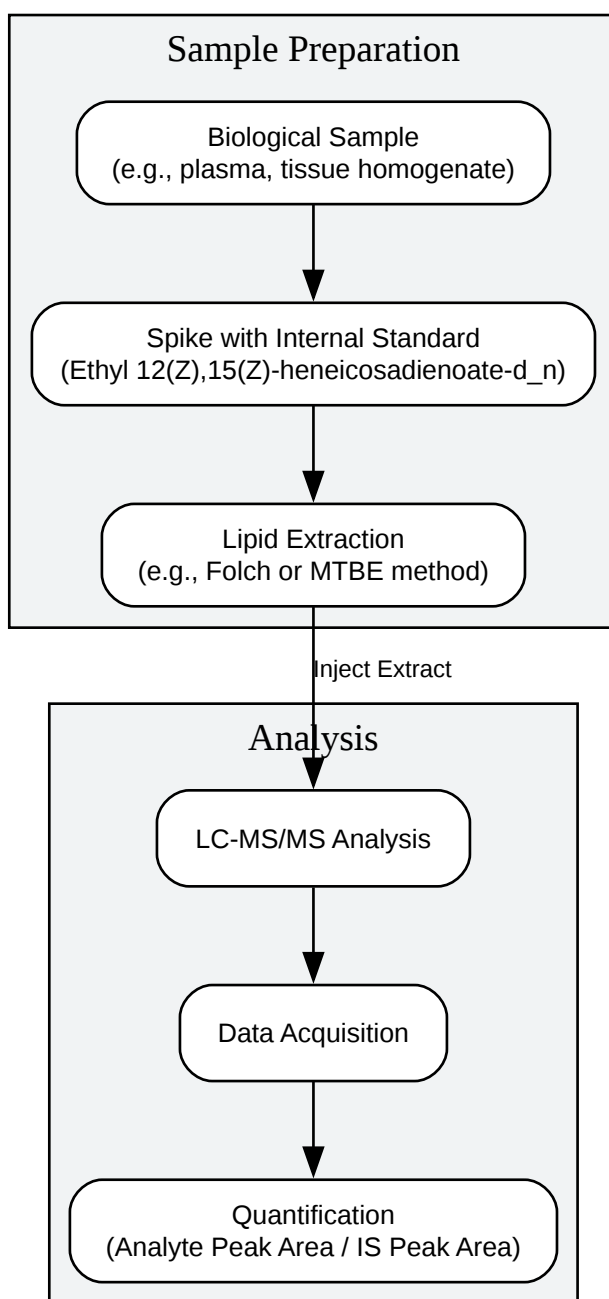 Sample Preparation
Biological Sample
(e.g., plasma, tissue homogenate)
Spike with Internal Standard
(Ethyl 12(Z),15(Z)-heneicosadienoate-d_n)
Lipid Extraction
(e.g., Folch or MTBE method)
Inject Extract
Analysis
LC-MS/MS Analysis
Data Acquisition
Quantification
(Analyte Peak Area / IS Peak Area)